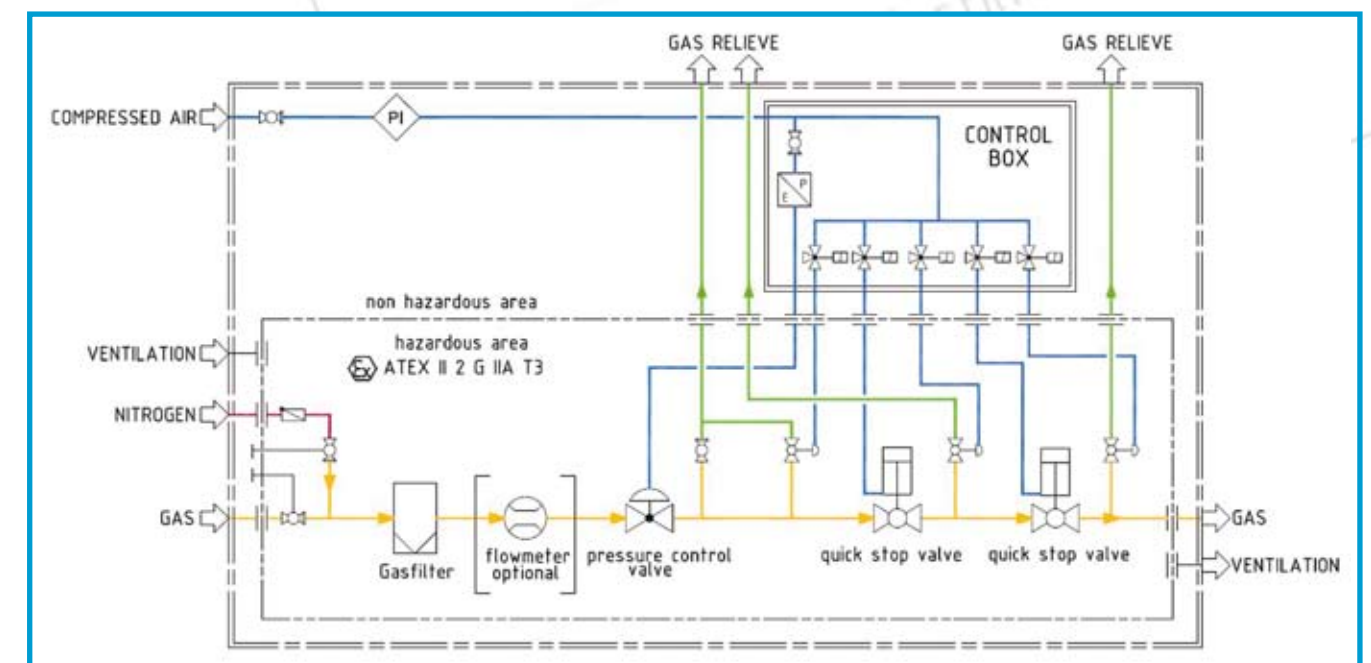 GAS RELIEVE
GAS RELIEVE
COMPRESSED AIR
PI
CONTROL
BOX
P
E
non hazardous area
hazardous area
VENTILATION
Ex ATEX II 2 G IIA T3
NITROGEN
GAS
GAS
Gasfilter
flowmeter
optional
pressure control
valve
quick stop valve
quick stop valve
VENTILATION